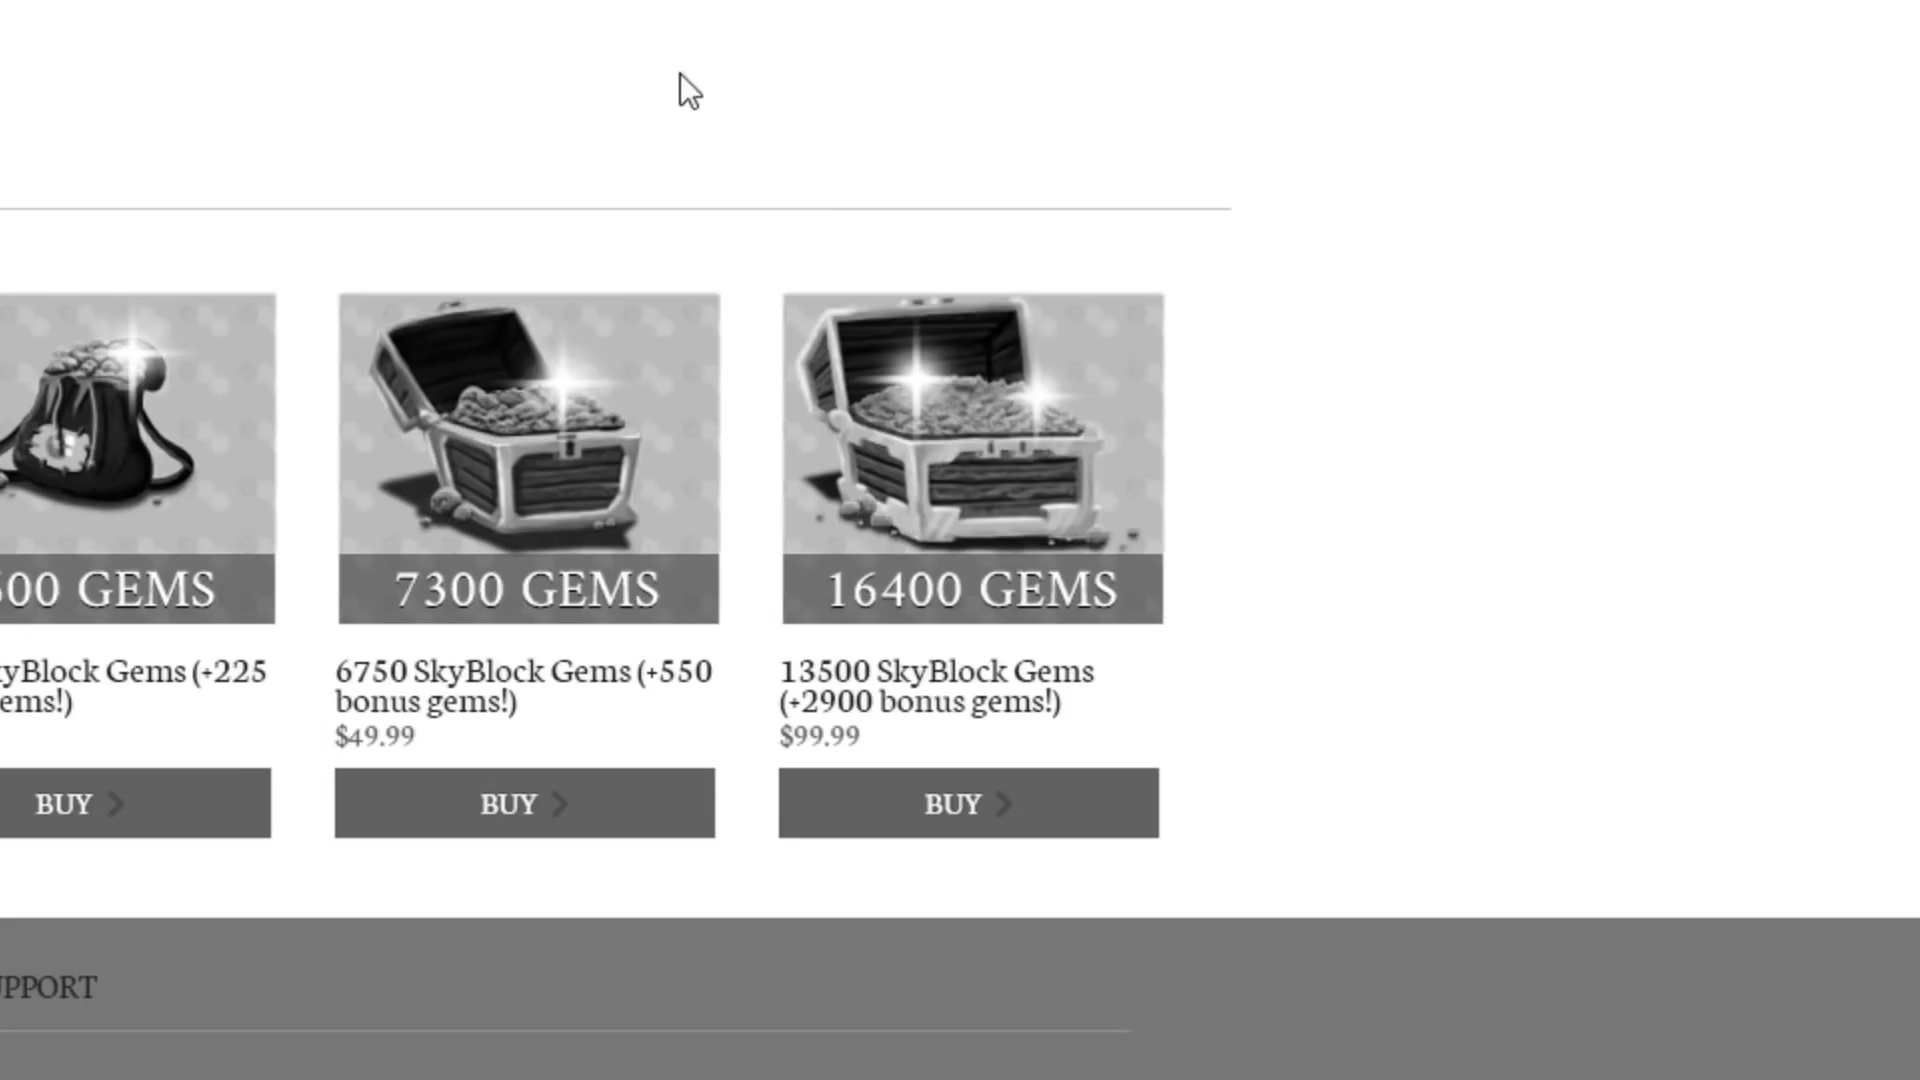 00 GEMS
7300 GEMS
16400 GEMS
yBlock Gems (+225
ems!)
6750 SkyBlock Gems (+550
bonus gems!)
$49.99
13500 SkyBlock Gems
(+2900 bonus gems!)
$99.99
BUY
BUY
BUY
UPPORT